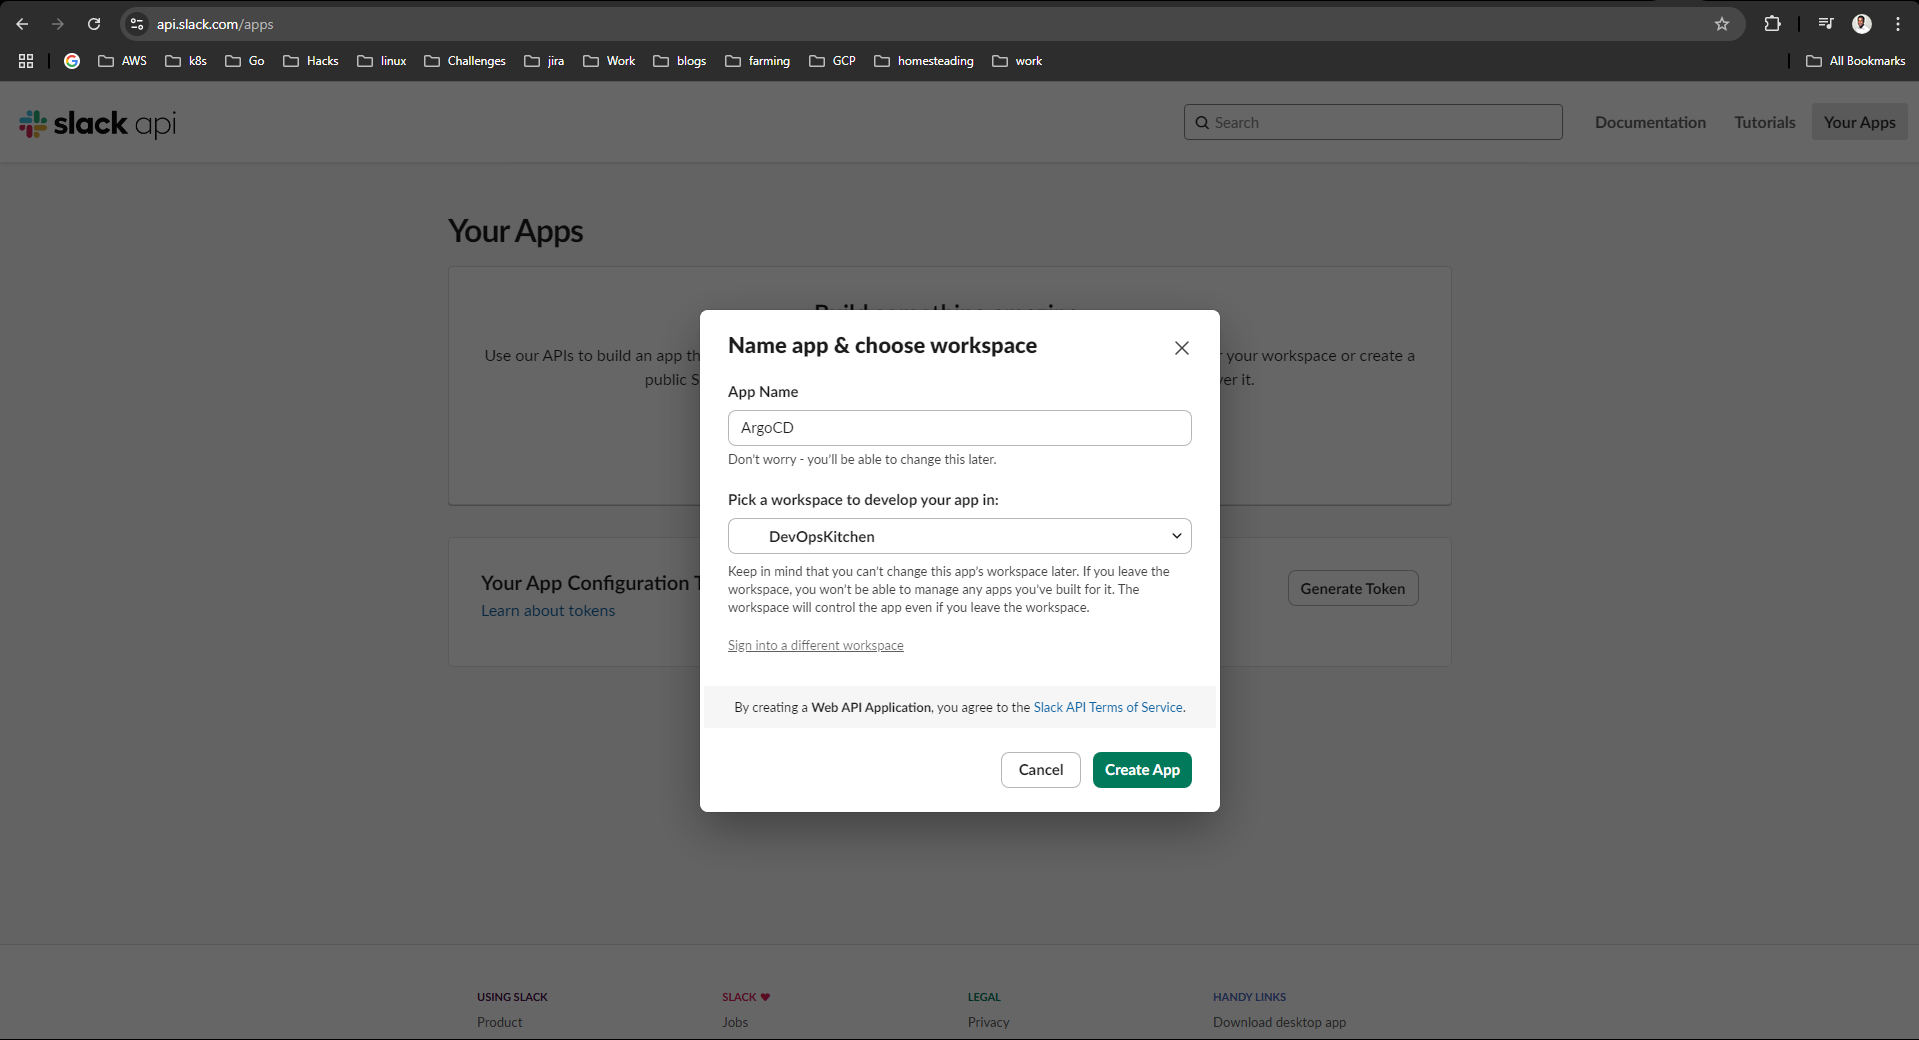 api.slack.com/apps
AWS
k8s
Go
Hacks
linux
Challenges
jira
Work
blogs
farming
GCP
homesteading
work
All Bookmarks
slack api
Search
Documentation
Tutorials
Your Apps
Your Apps
Use our APIs to build an app th
r your workspace or create a
public S
ver it.
Name app & choose workspace
App Name
ArgoCD
Don't worry - you'll be able to change this later.
Pick a workspace to develop your app in:
DevOpsKitchen
Keep in mind that you can't change this app's workspace later. If you leave the
workspace, you won't be able to manage any apps you've built for it. The
workspace will control the app even if you leave the workspace.
Sign into a different workspace
By creating a Web API Application, you agree to the Slack API Terms of Service.
Cancel
Create App
Your App Configuration T
Learn about tokens
Generate Token
USING SLACK
Product
SLACK
Jobs
LEGAL
Privacy
HANDY LINKS
Download desktop app